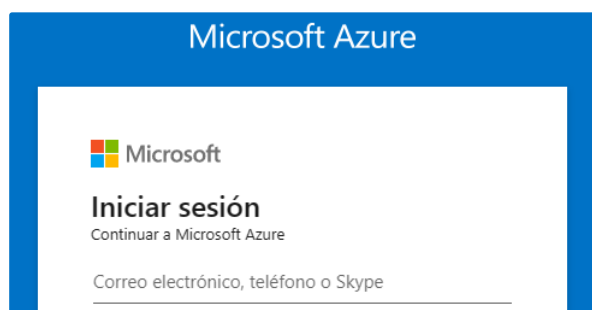 Microsoft Azure
Microsoft
Iniciar sesión
Continuar a Microsoft Azure
Correo electrónico, teléfono o Skype